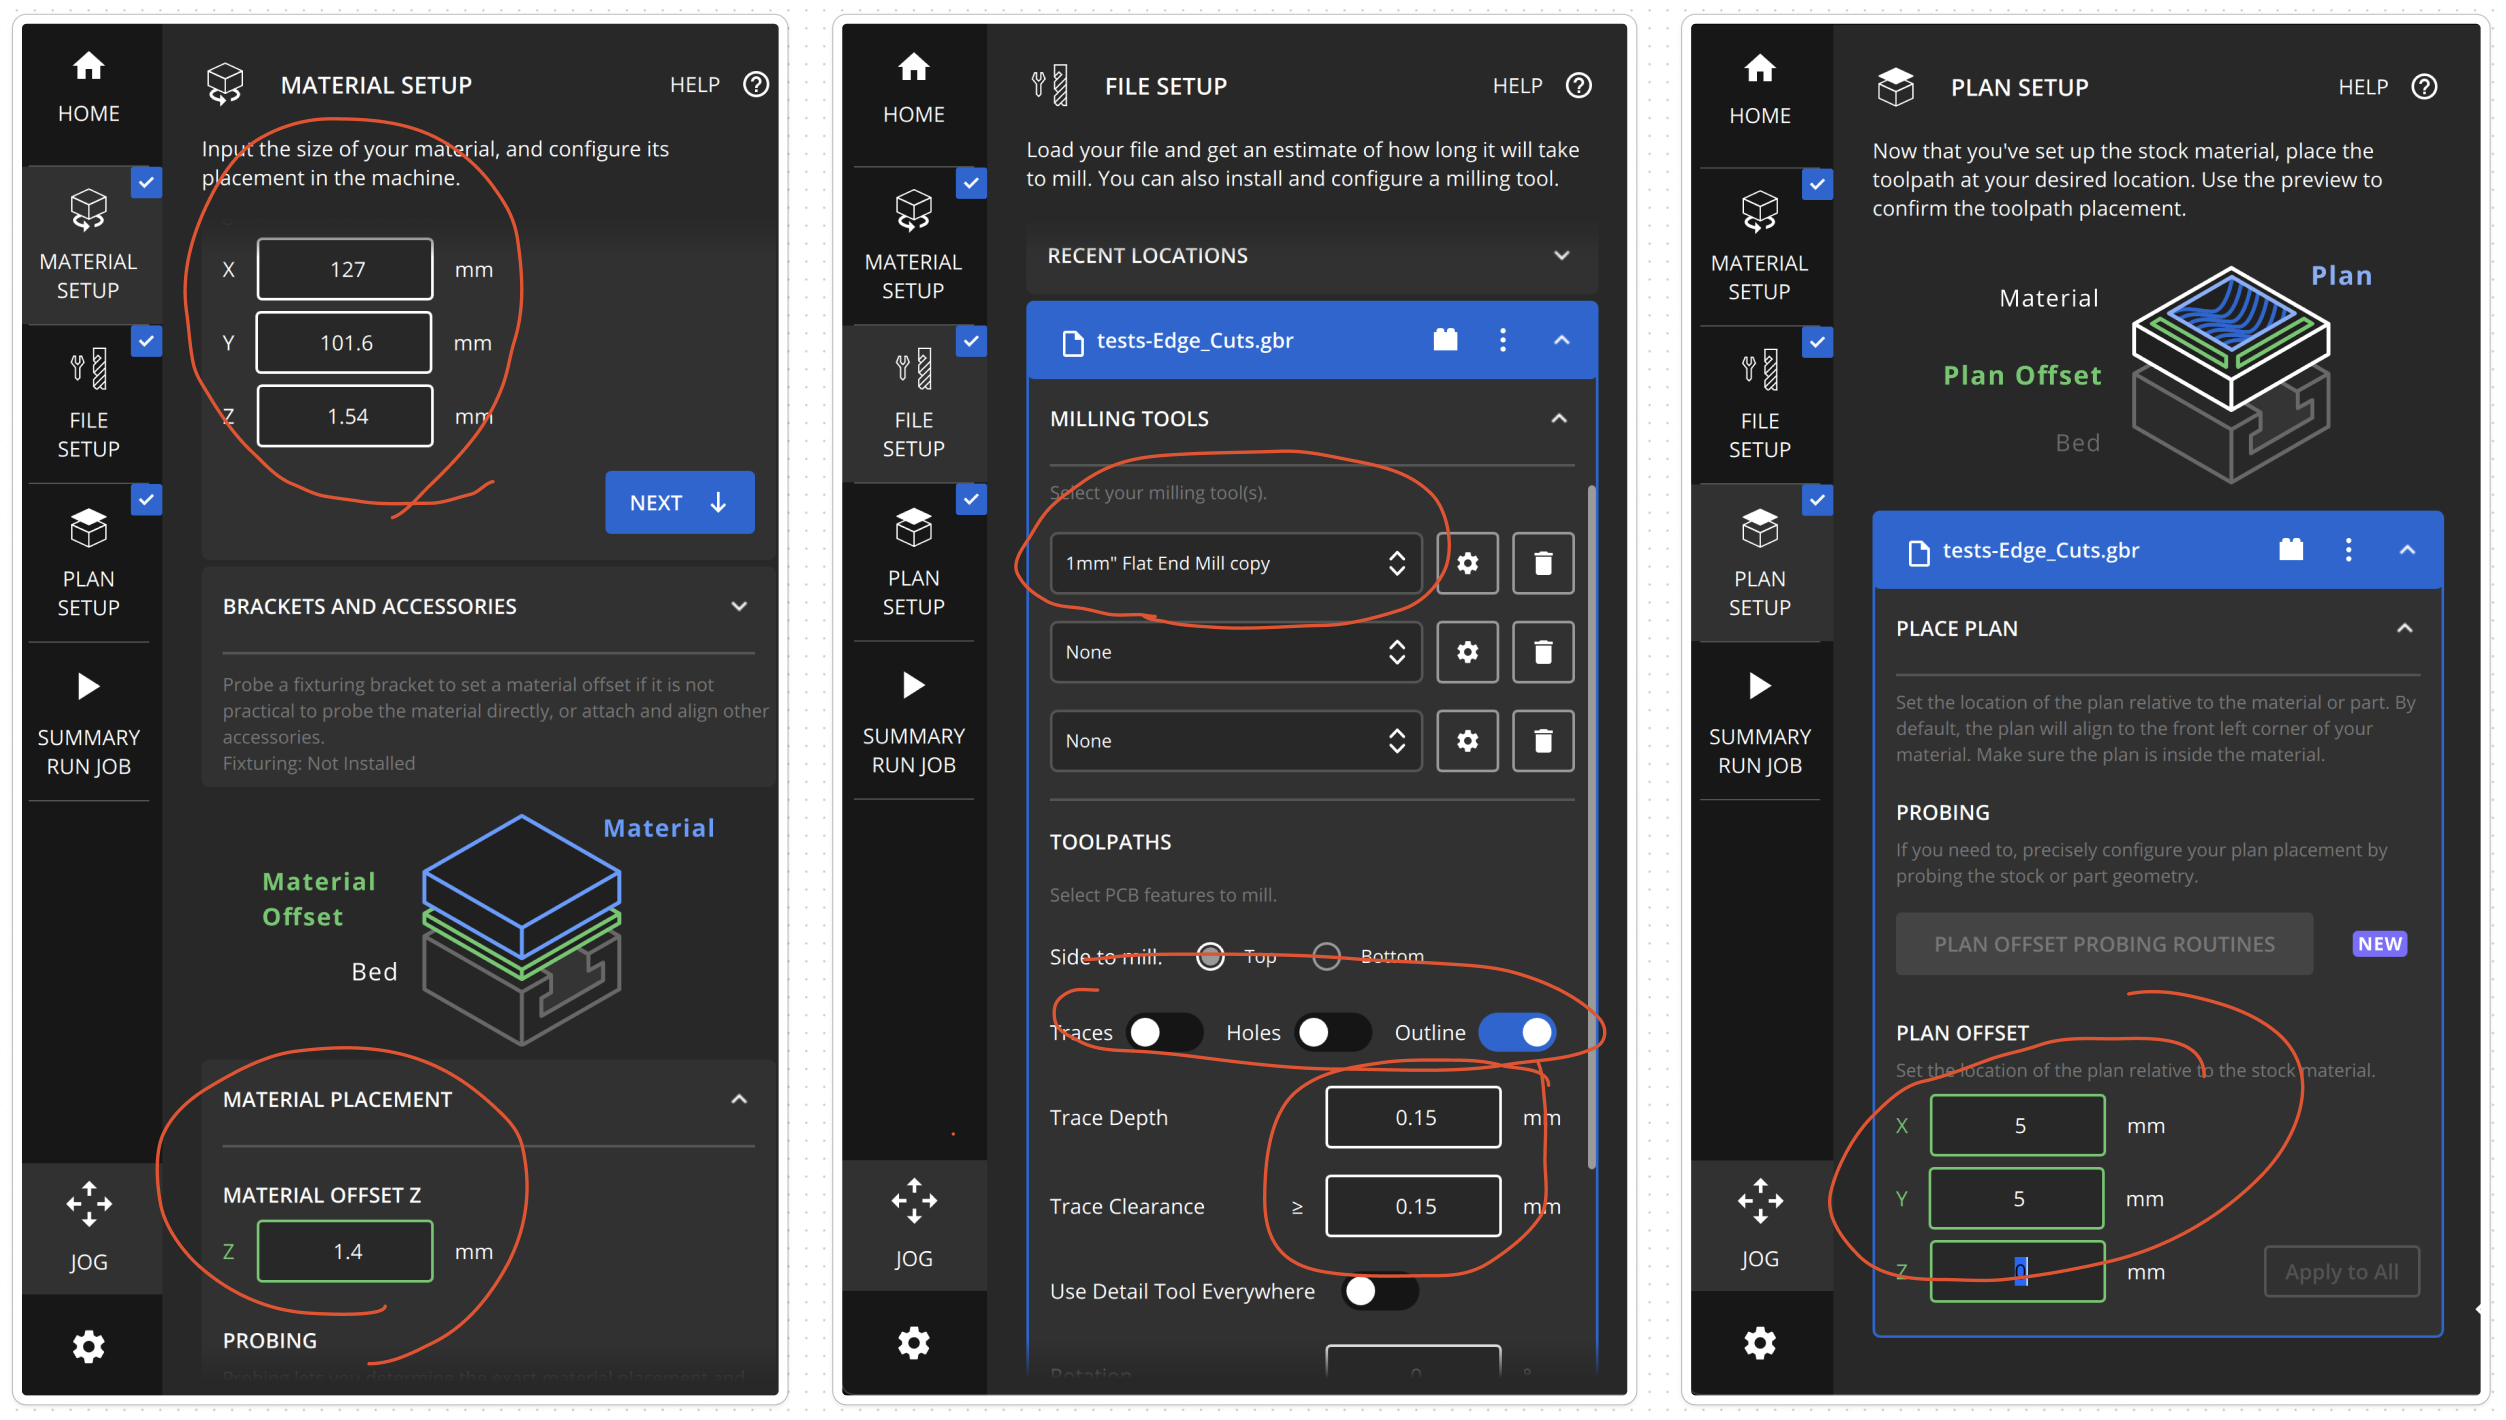 HOME
MATERIAL
SETUP
FILE
SETUP
PLAN
SETUP
SUMMARY
RUN JOB
JOG
MATERIAL SETUP
HELP
Input the size of your material, and configure its
placement in the machine.
X 127 mm
Y 101.6 mm
Z 1.54 mm
NEXT
BRACKETS AND ACCESSORIES
Probe a fixturing bracket to set a material offset if it is not
practical to probe the material directly, or attach and align other
accessories.
Fixturing: Not Installed
Material
Material
Offset
Bed
MATERIAL PLACEMENT
MATERIAL OFFSET Z
Z 1.4 mm
PROBING
Probing lets you determine the exact material placement and
HOME
MATERIAL
SETUP
FILE
SETUP
PLAN
SETUP
SUMMARY
RUN JOB
JOG
FILE SETUP
HELP
Load your file and get an estimate of how long it will take
to mill. You can also install and configure a milling tool.
RECENT LOCATIONS
tests-Edge_Cuts.gbr
MILLING TOOLS
Select your milling tool(s).
1mm" Flat End Mill copy
None
None
TOOLPATHS
Select PCB features to mill.
Side to mill: Top Bottom
Traces Holes Outline
Trace Depth 0.15 mm
Trace Clearance ≥ 0.15 mm
Use Detail Tool Everywhere
Rotation 0 °
HOME
MATERIAL
SETUP
FILE
SETUP
PLAN
SETUP
SUMMARY
RUN JOB
JOG
PLAN SETUP
HELP
Now that you've set up the stock material, place the
toolpath at your desired location. Use the preview to
confirm the toolpath placement.
Plan
Material
Plan Offset
Bed
tests-Edge_Cuts.gbr
PLACE PLAN
Set the location of the plan relative to the material or part. By
default, the plan will align to the front left corner of your
material. Make sure the plan is inside the material.
PROBING
If you need to, precisely configure your plan placement by
probing the stock or part geometry.
PLAN OFFSET PROBING ROUTINES NEW
PLAN OFFSET
Set the location of the plan relative to the stock material.
X 5 mm
Y 5 mm
Z 0 mm
Apply to All